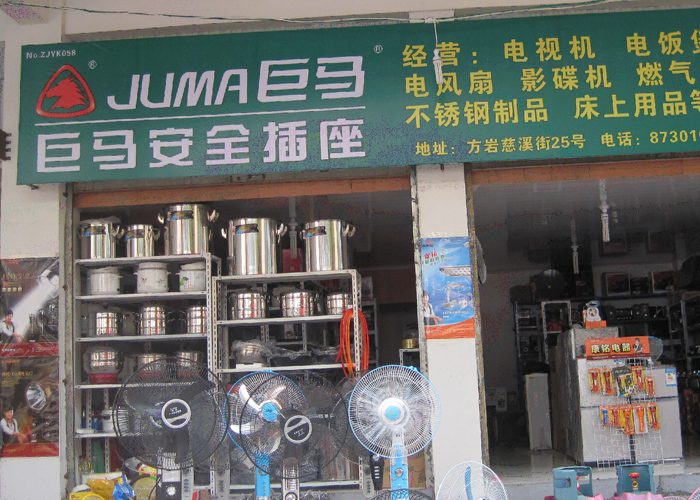 No.ZJYK058
® JUMA巨马 ®
巨马安全插座
经营：电视机 电饭
电风扇 影碟机 燃气
不锈钢制品 床上用品等
地址：方岩慈溪街25号 电话：87301
康铭电器